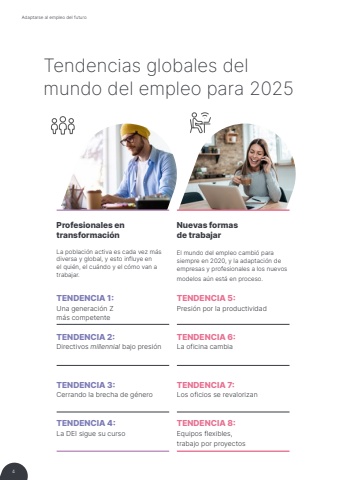 Adaptarse al empleo del futuro
Tendencias globales del
mundo del empleo para 2025
Profesionales en
transformación
La población activa es cada vez más
diversa y global, y esto influye en
el quién, el cuándo y el cómo van a
trabajar.
TENDENCIA 1:
Una generación Z
más competente
TENDENCIA 2:
Directivos millennial bajo presión
TENDENCIA 3:
Cerrando la brecha de género
TENDENCIA 4:
La DEI sigue su curso
Nuevas formas
de trabajar
El mundo del empleo cambió para
siempre en 2020, y la adaptación de
empresas y profesionales a los nuevos
modelos aún está en proceso.
TENDENCIA 5:
Presión por la productividad
TENDENCIA 6:
La oficina cambia
TENDENCIA 7:
Los oficios se revalorizan
TENDENCIA 8:
Equipos flexibles,
trabajo por proyectos
4